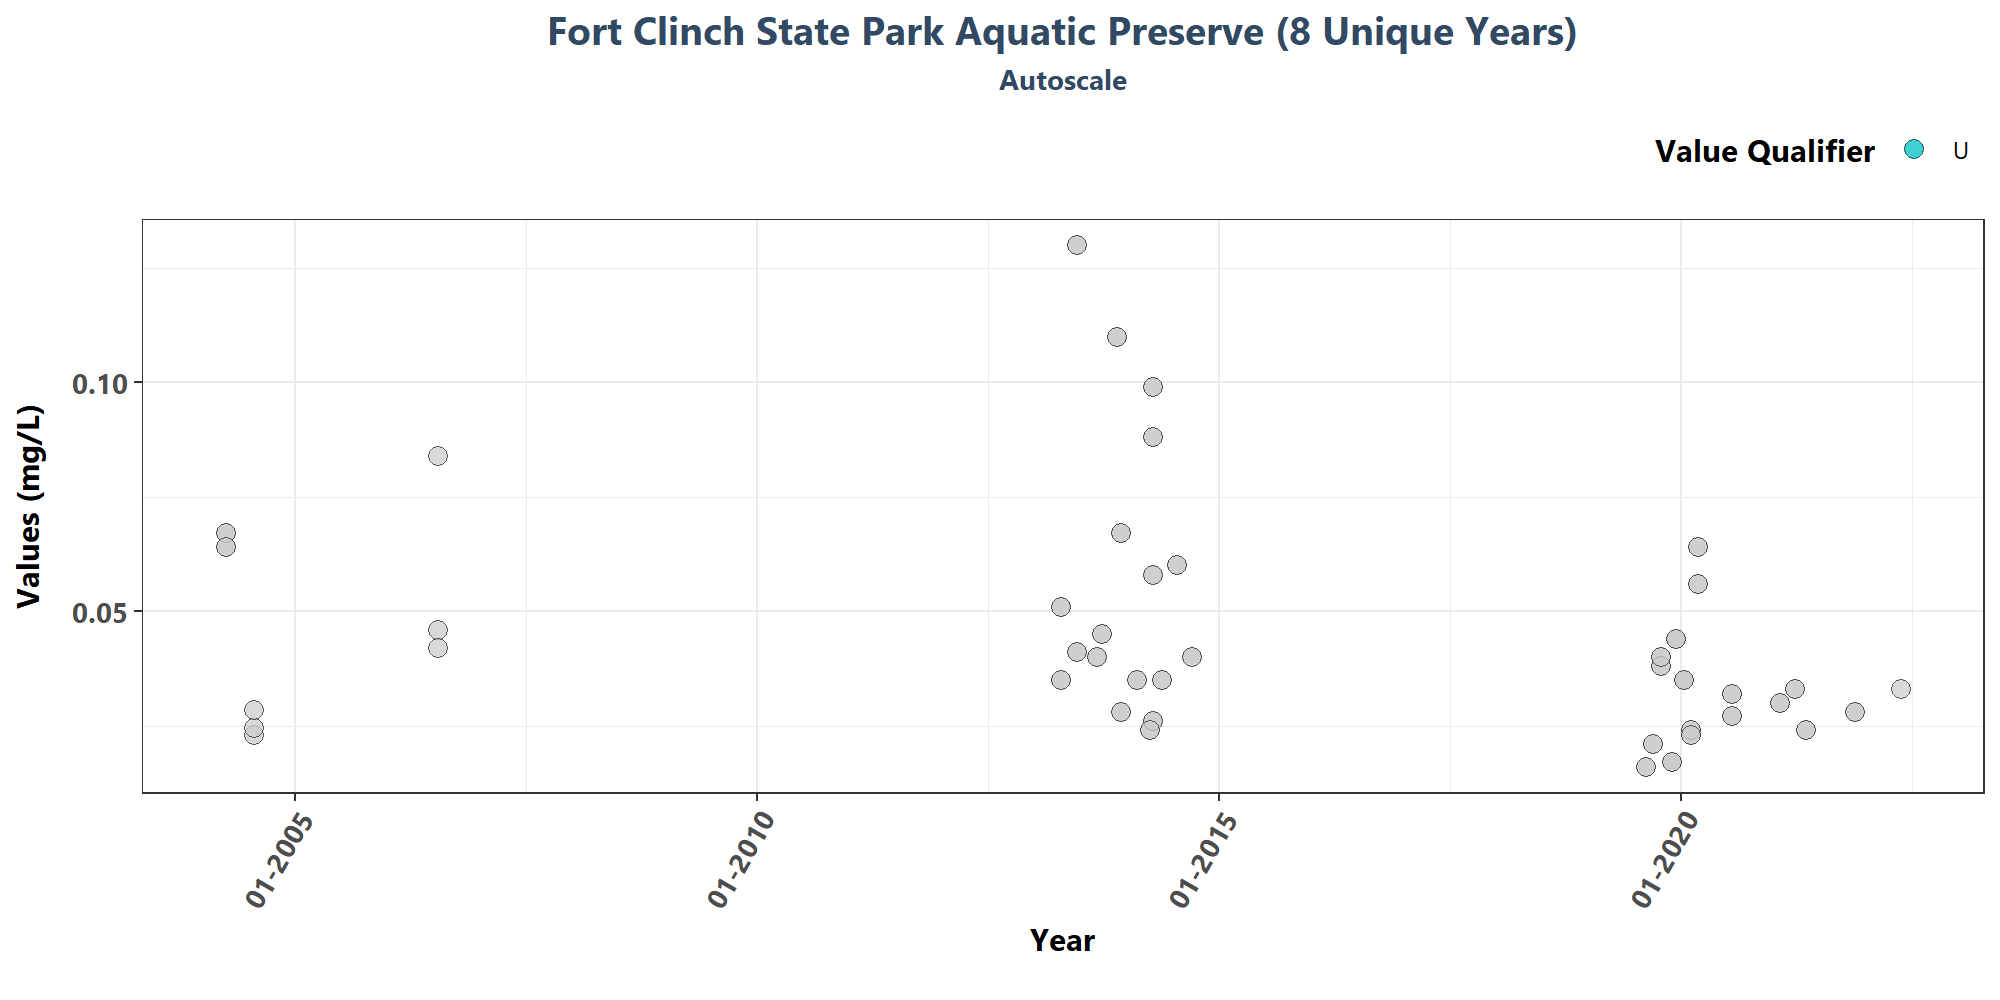 Fort Clinch State Park Aquatic Preserve (8 Unique Years)
Autoscale
Value Qualifier U
Values (mg/L)
0.10
0.05
01-2005 01-2010 01-2015 01-2020
Year